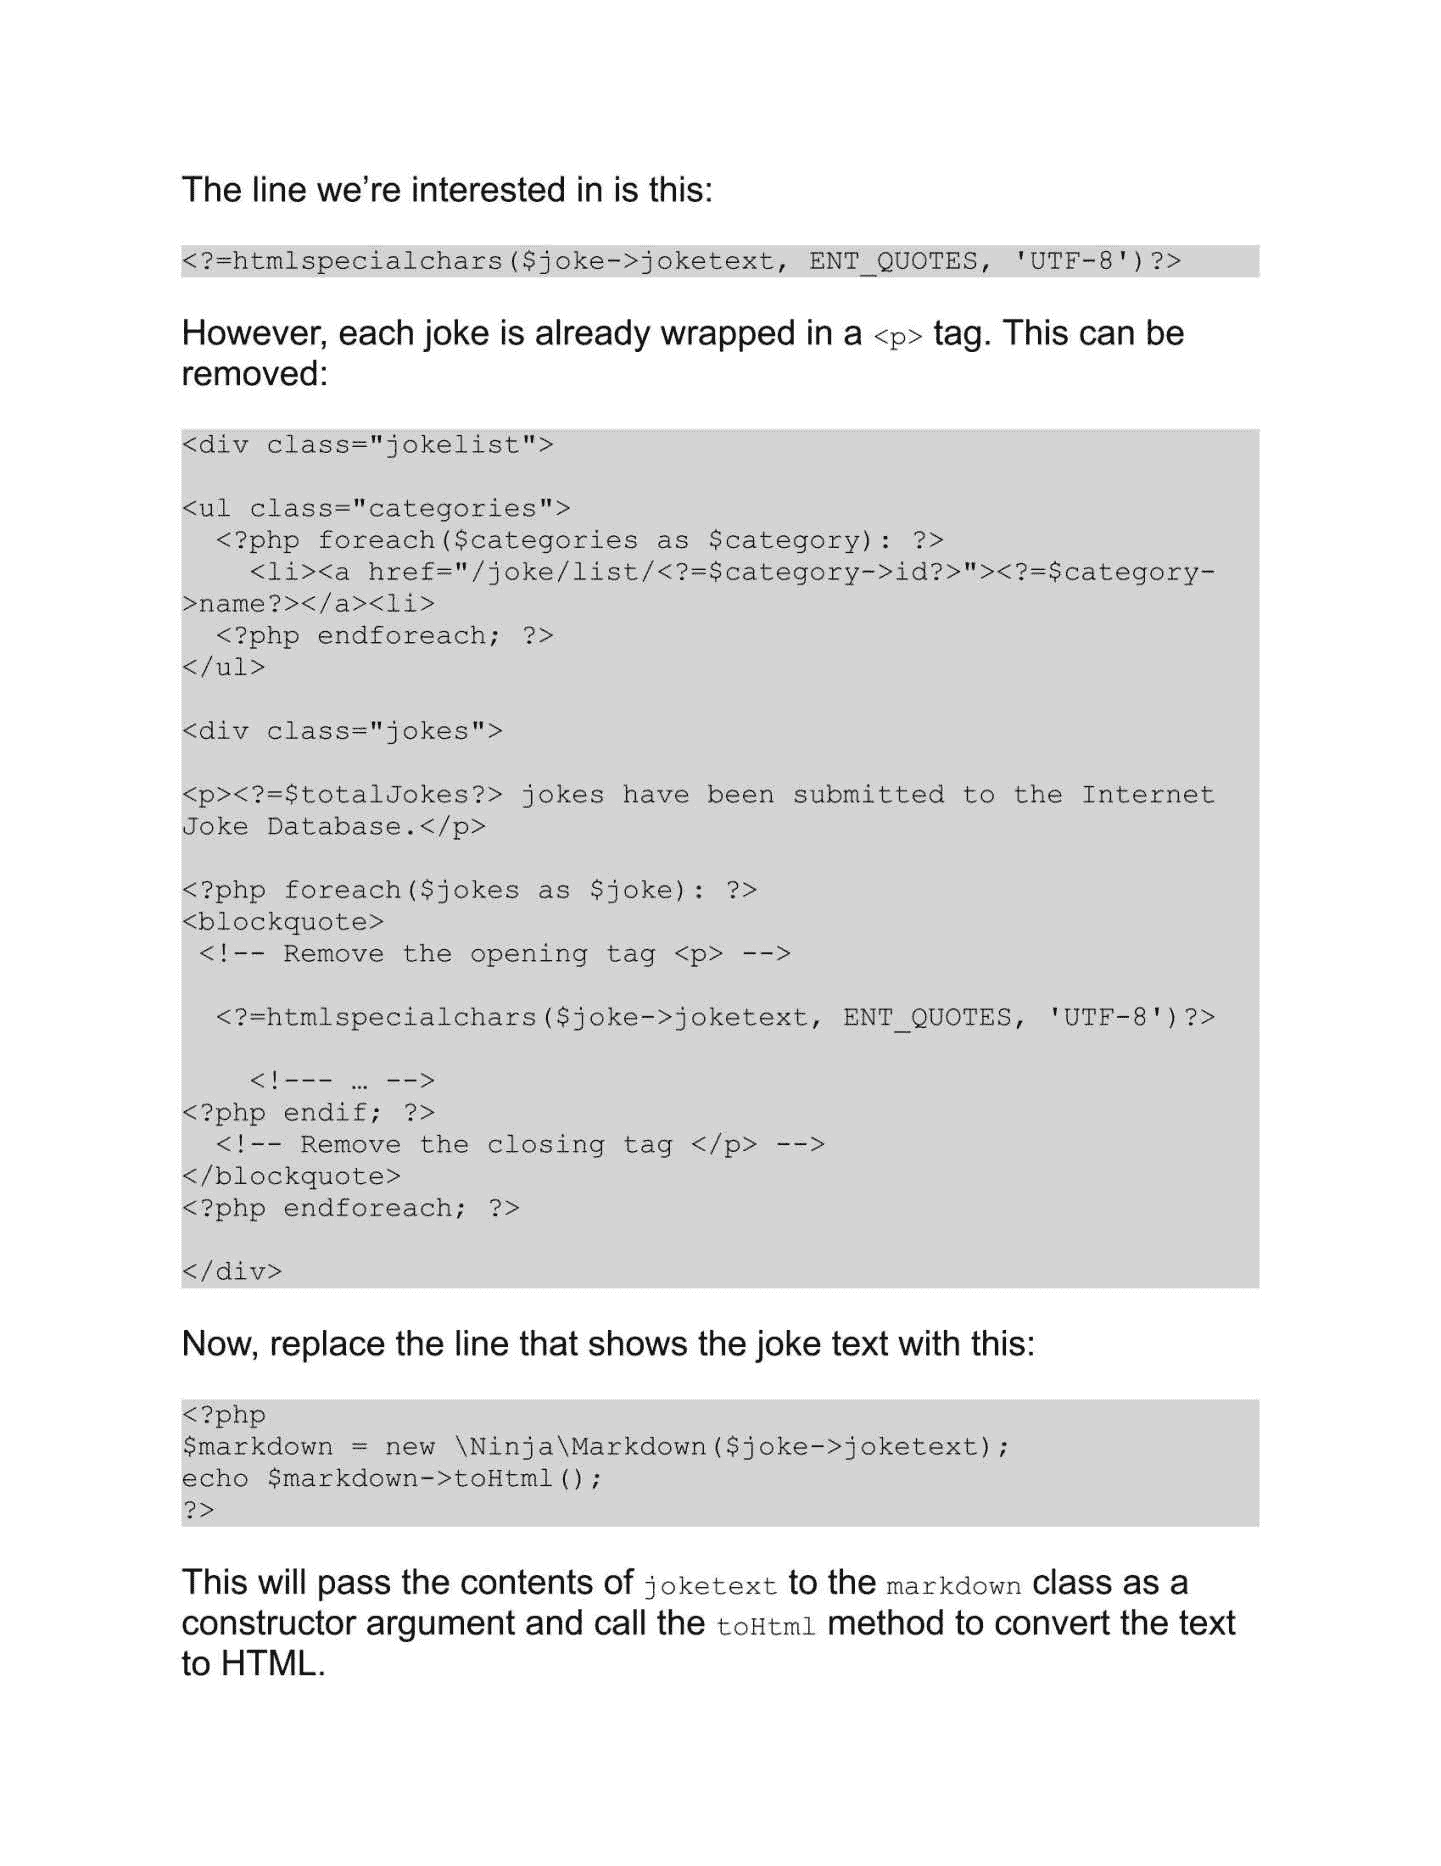 The line we’re interested in is this:
<?=htmlspecialchars($joke->joketext, ENT_QUOTES, 'UTF-8')?>
However, each joke is already wrapped in a <p> tag. This can be
removed:
<div class="jokelist">
<ul class="categories">
  <?php foreach($categories as $category): ?>
    <li><a href="/joke/list/<?=$category->id?>"><?=$category-
>name?></a><li>
  <?php endforeach; ?>
</ul>
<div class="jokes">
<p><?=$totalJokes?> jokes have been submitted to the Internet
Joke Database.</p>
<?php foreach($jokes as $joke): ?>
<blockquote>
 <!-- Remove the opening tag <p> -->
  <?=htmlspecialchars($joke->joketext, ENT_QUOTES, 'UTF-8')?>
    <!--- … -->
<?php endif; ?>
  <!-- Remove the closing tag </p> -->
</blockquote>
<?php endforeach; ?>
</div>
Now, replace the line that shows the joke text with this:
<?php
$markdown = new \Ninja\Markdown($joke->joketext);
echo $markdown->toHtml();
?>
This will pass the contents of joketext to the markdown class as a
constructor argument and call the toHtml method to convert the text
to HTML.